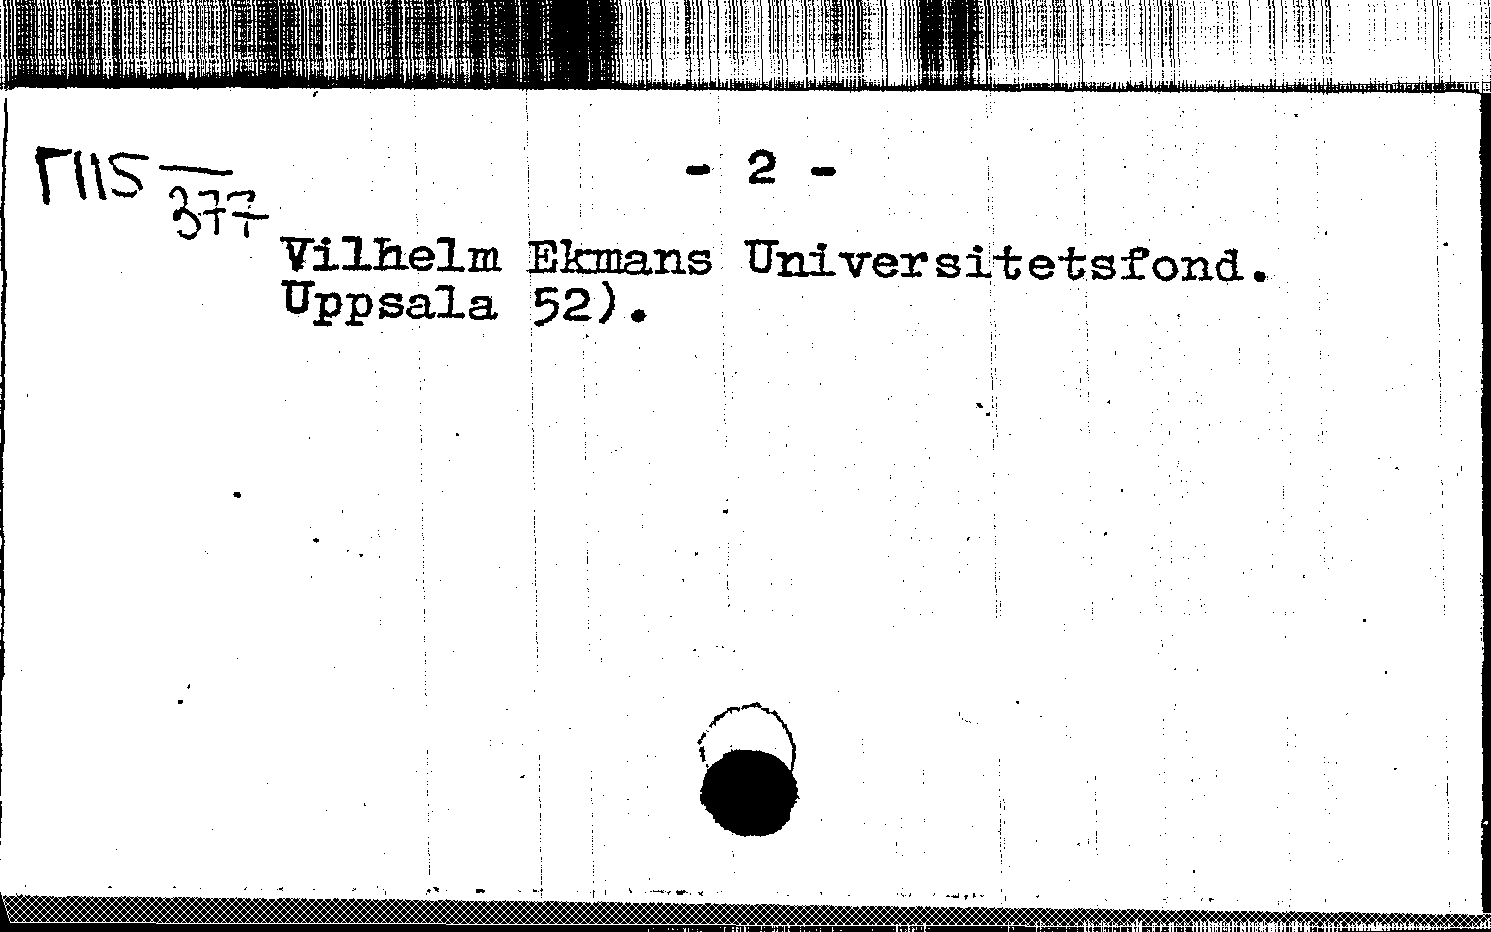 - 2 -
Г115
377
Vilhelm Ekmans Universitetsfond.
Uppsala 52).